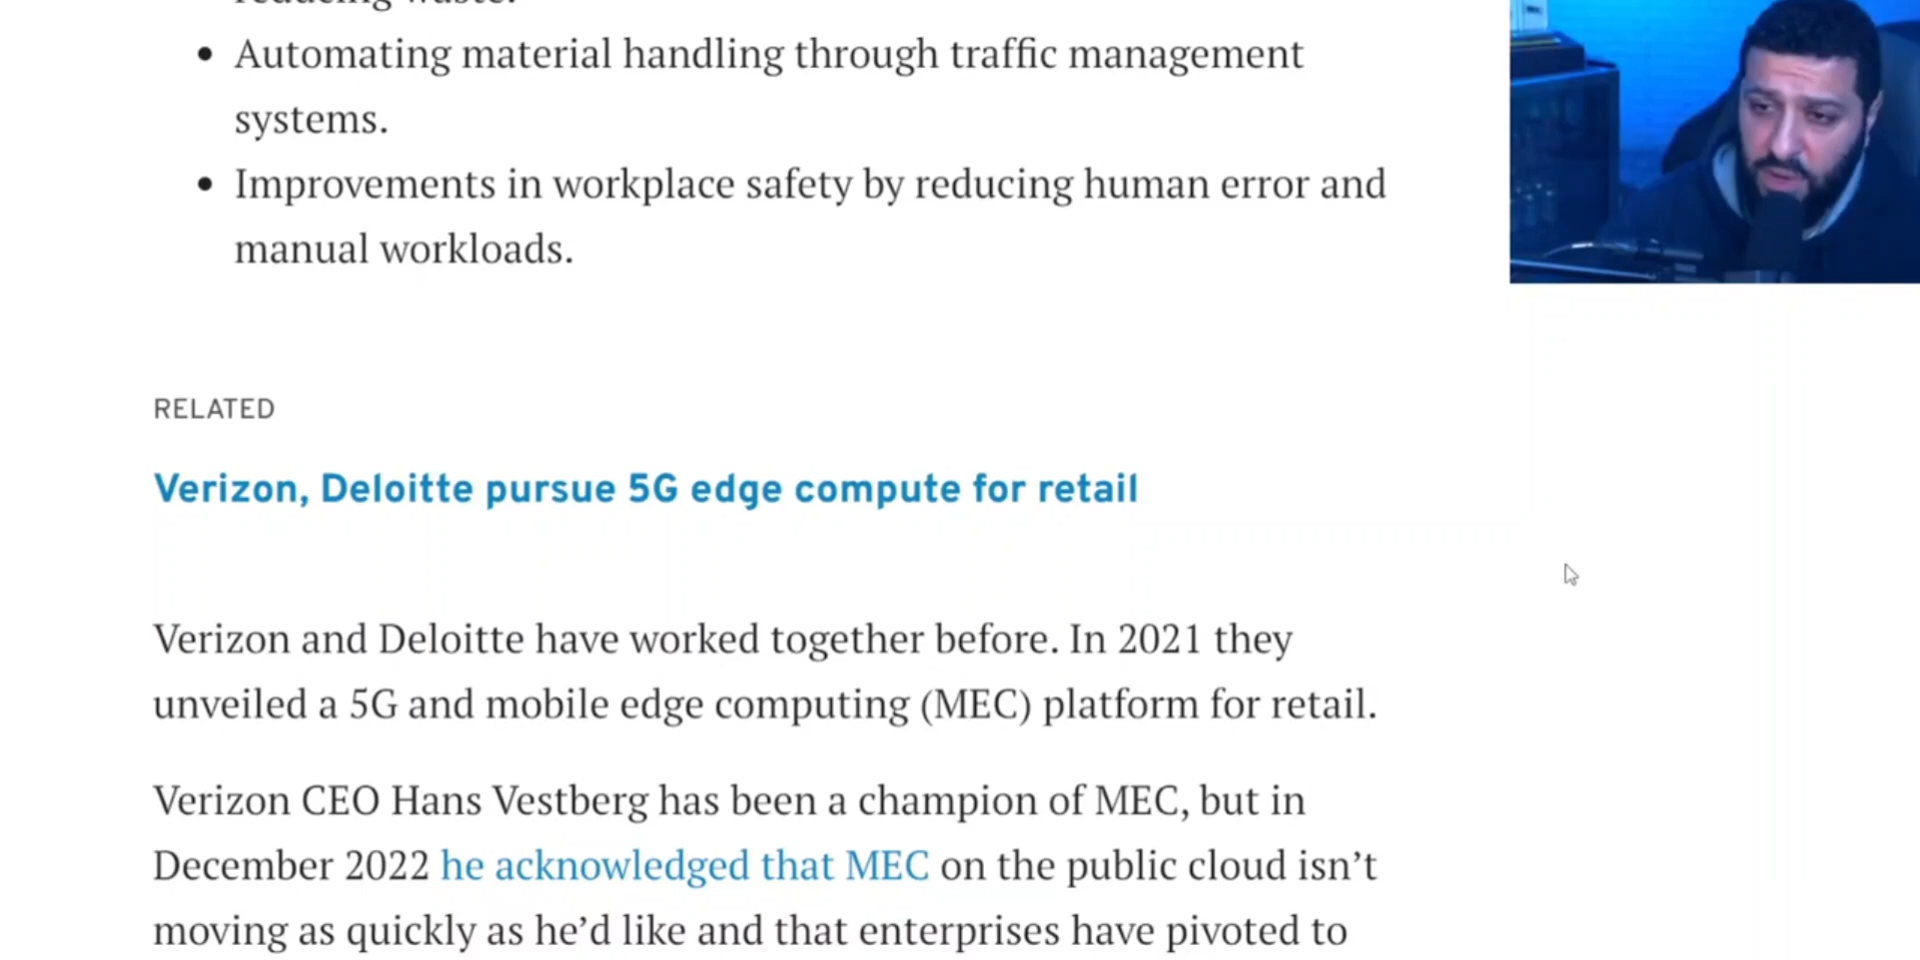 reducing waste.
Automating material handling through traffic management
systems.
Improvements in workplace safety by reducing human error and
manual workloads.
RELATED
Verizon, Deloitte pursue 5G edge compute for retail
Verizon and Deloitte have worked together before. In 2021 they
unveiled a 5G and mobile edge computing (MEC) platform for retail.
Verizon CEO Hans Vestberg has been a champion of MEC, but in
December 2022 he acknowledged that MEC on the public cloud isn’t
moving as quickly as he’d like and that enterprises have pivoted to